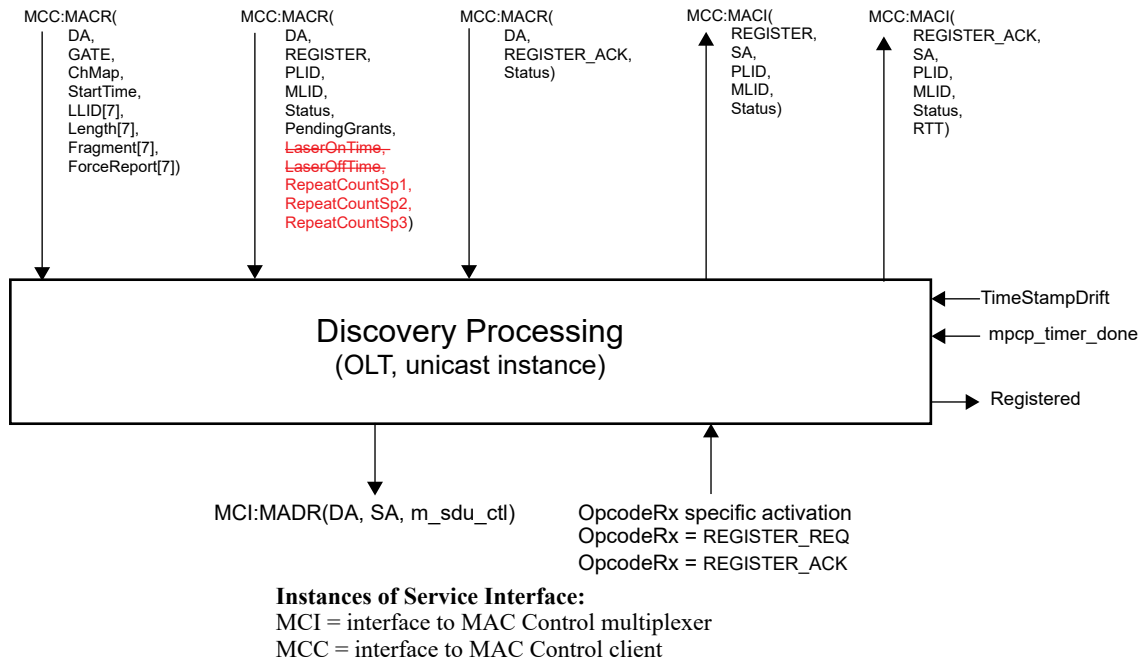 MCC:MACR(
DA,
GATE,
ChMap,
StartTime,
LLID[7],
Length[7],
Fragment[7],
ForceReport[7])
MCC:MACR(
DA,
REGISTER,
PLID,
MLID,
Status,
PendingGrants,
LaserOnTime,
LaserOffTime,
RepeatCountSp1,
RepeatCountSp2,
RepeatCountSp3)
MCC:MACR(
DA,
REGISTER_ACK,
Status)
MCC:MACI(
REGISTER,
SA,
PLID,
MLID,
Status)
MCC:MACI(
REGISTER_ACK,
SA,
PLID,
MLID,
Status,
RTT)
Discovery Processing
(OLT, unicast instance)
TimeStampDrift
mpcp_timer_done
Registered
MCI:MADR(DA, SA, m_sdu_ctl)
OpcodeRx specific activation
OpcodeRx = REGISTER_REQ
OpcodeRx = REGISTER_ACK
Instances of Service Interface:
MCI = interface to MAC Control multiplexer
MCC = interface to MAC Control client